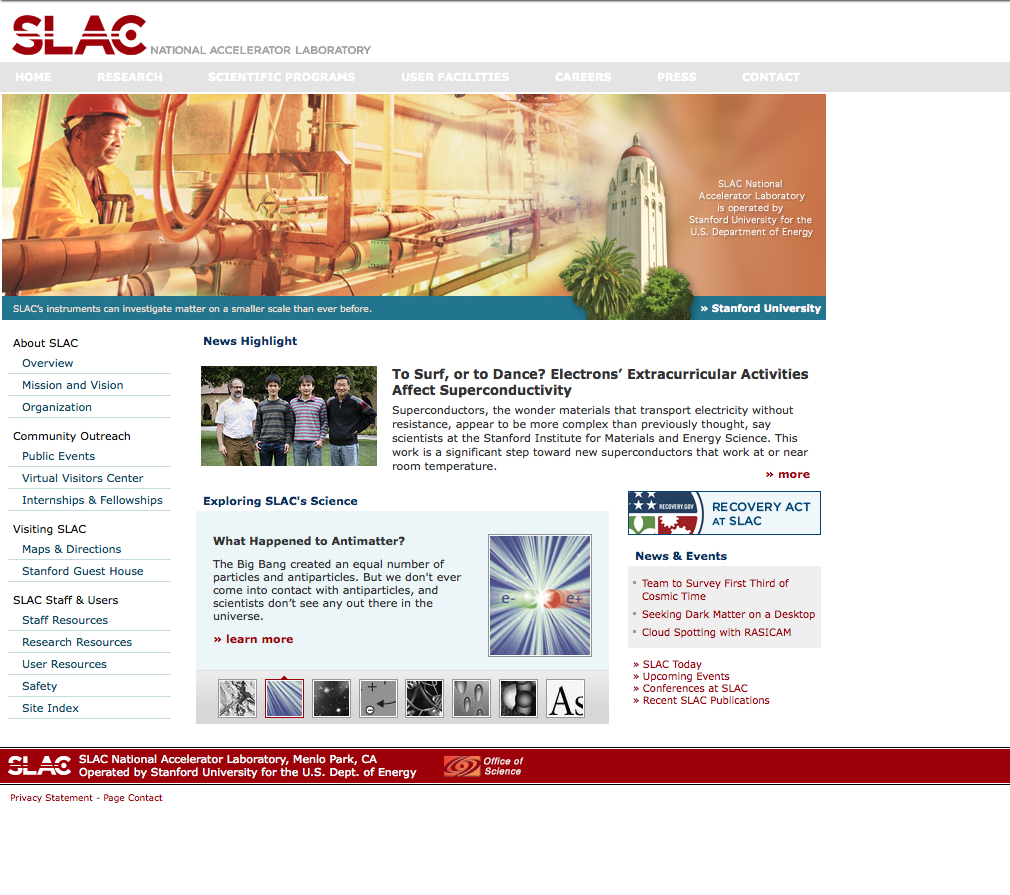 SLAC NATIONAL ACCELERATOR LABORATORY
HOME RESEARCH SCIENTIFIC PROGRAMS USER FACILITIES CAREERS PRESS CONTACT
SLAC National
Accelerator Laboratory
is operated by
Stanford University for the
U.S. Department of Energy
SLAC's instruments can investigate matter on a smaller scale than ever before.
» Stanford University
About SLAC
Overview
Mission and Vision
Organization
Community Outreach
Public Events
Virtual Visitors Center
Internships & Fellowships
Visiting SLAC
Maps & Directions
Stanford Guest House
SLAC Staff & Users
Staff Resources
Research Resources
User Resources
Safety
Site Index
News Highlight
To Surf, or to Dance? Electrons’ Extracurricular Activities
Affect Superconductivity
Superconductors, the wonder materials that transport electricity without
resistance, appear to be more complex than previously thought, say
scientists at the Stanford Institute for Materials and Energy Science. This
work is a significant step toward new superconductors that work at or near
room temperature.
» more
Exploring SLAC's Science
What Happened to Antimatter?
The Big Bang created an equal number of
particles and antiparticles. But we don't ever
come into contact with antiparticles, and
scientists don’t see any out there in the
universe.
» learn more
e- e+
As
RECOVERY.GOV
RECOVERY ACT
AT SLAC
News & Events
Team to Survey First Third of
Cosmic Time
Seeking Dark Matter on a Desktop
Cloud Spotting with RASICAM
» SLAC Today
» Upcoming Events
» Conferences at SLAC
» Recent SLAC Publications
SLAC
SLAC National Accelerator Laboratory, Menlo Park, CA
Operated by Stanford University for the U.S. Dept. of Energy
Office of
Science
Privacy Statement - Page Contact